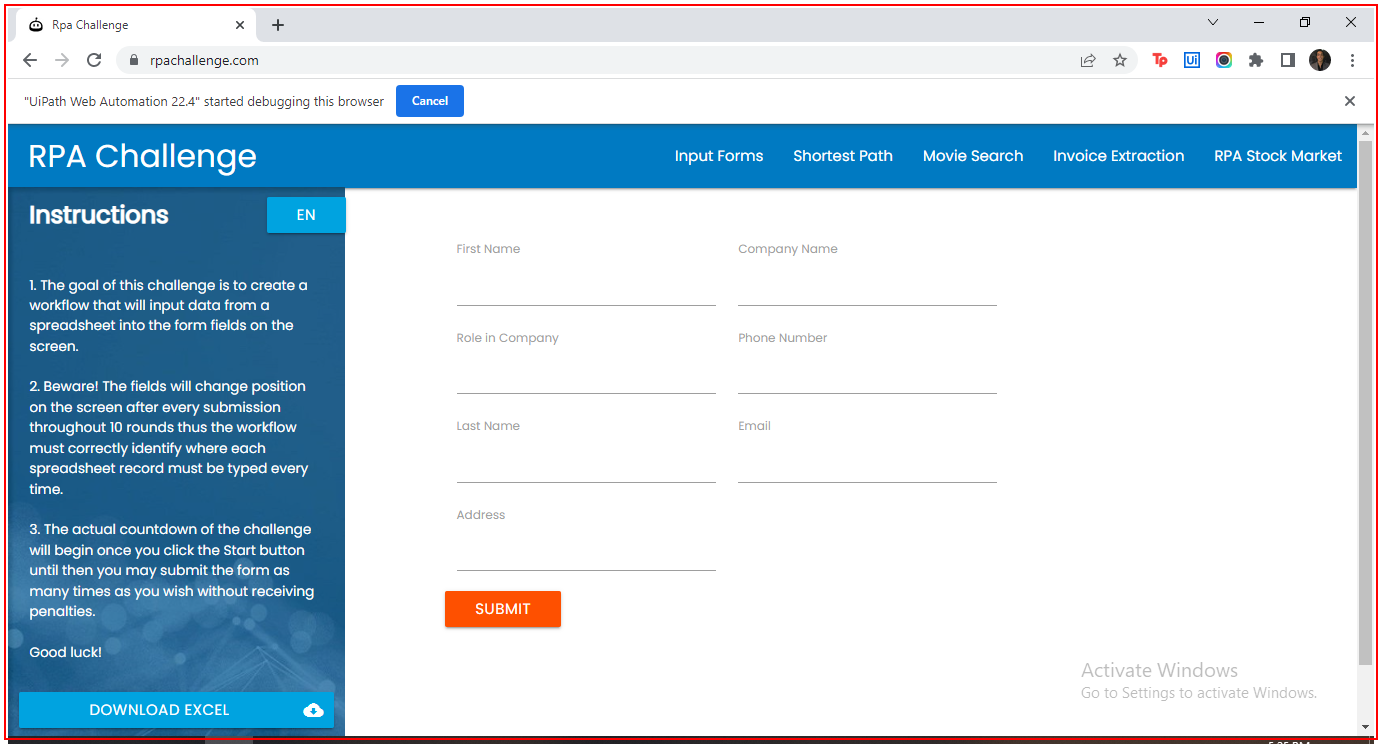 Rpa Challenge
rpachallenge.com
Tp
Ui
"UiPath Web Automation 22.4" started debugging this browser
Cancel
RPA Challenge
Input Forms
Shortest Path
Movie Search
Invoice Extraction
RPA Stock Market
Instructions
EN
1. The goal of this challenge is to create a
workflow that will input data from a
spreadsheet into the form fields on the
screen.
2. Beware! The fields will change position
on the screen after every submission
throughout 10 rounds thus the workflow
must correctly identify where each
spreadsheet record must be typed every
time.
3. The actual countdown of the challenge
will begin once you click the Start button
until then you may submit the form as
many times as you wish without receiving
penalties.
Good luck!
DOWNLOAD EXCEL
First Name
Company Name
Role in Company
Phone Number
Last Name
Email
Address
SUBMIT
Activate Windows
Go to Settings to activate Windows.